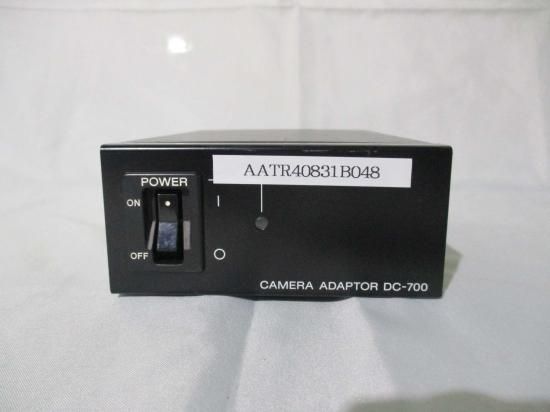 AATR40831B048
POWER
ON
OFF
CAMERA ADAPTOR DC-700